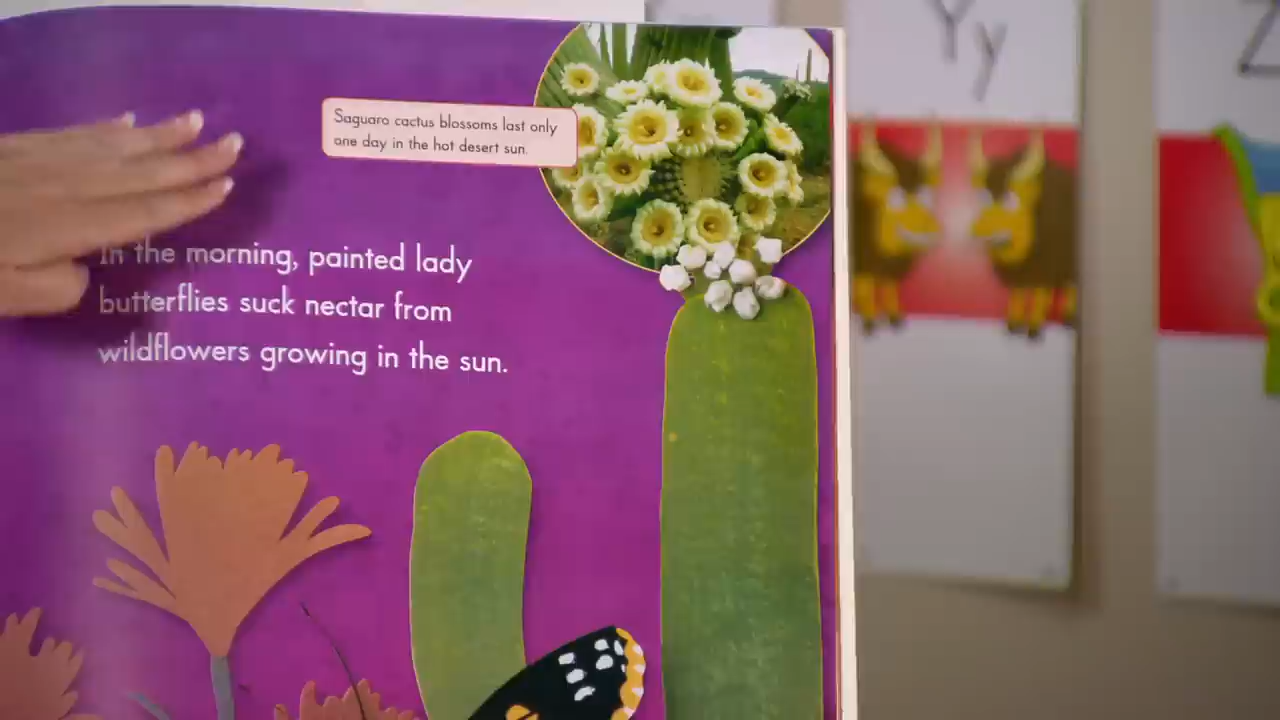 Yy
Z
Saguaro cactus blossoms last only
one day in the hot desert sun.
In the morning, painted lady
butterflies suck nectar from
wildflowers growing in the sun.